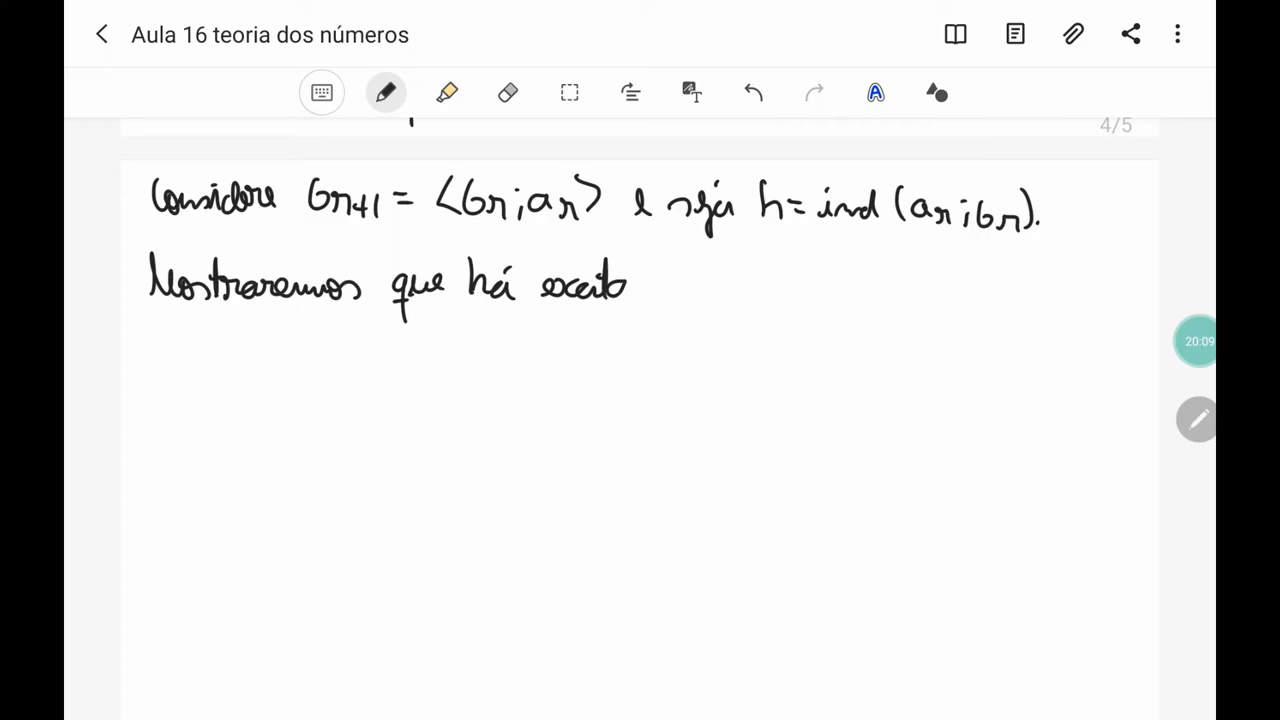 Aula 16 teoria dos números
4/5
Considere Gr+1 = <Gr; ar> e seja h = ind (ar; Gr).
Mostraremos que há exato
20:09